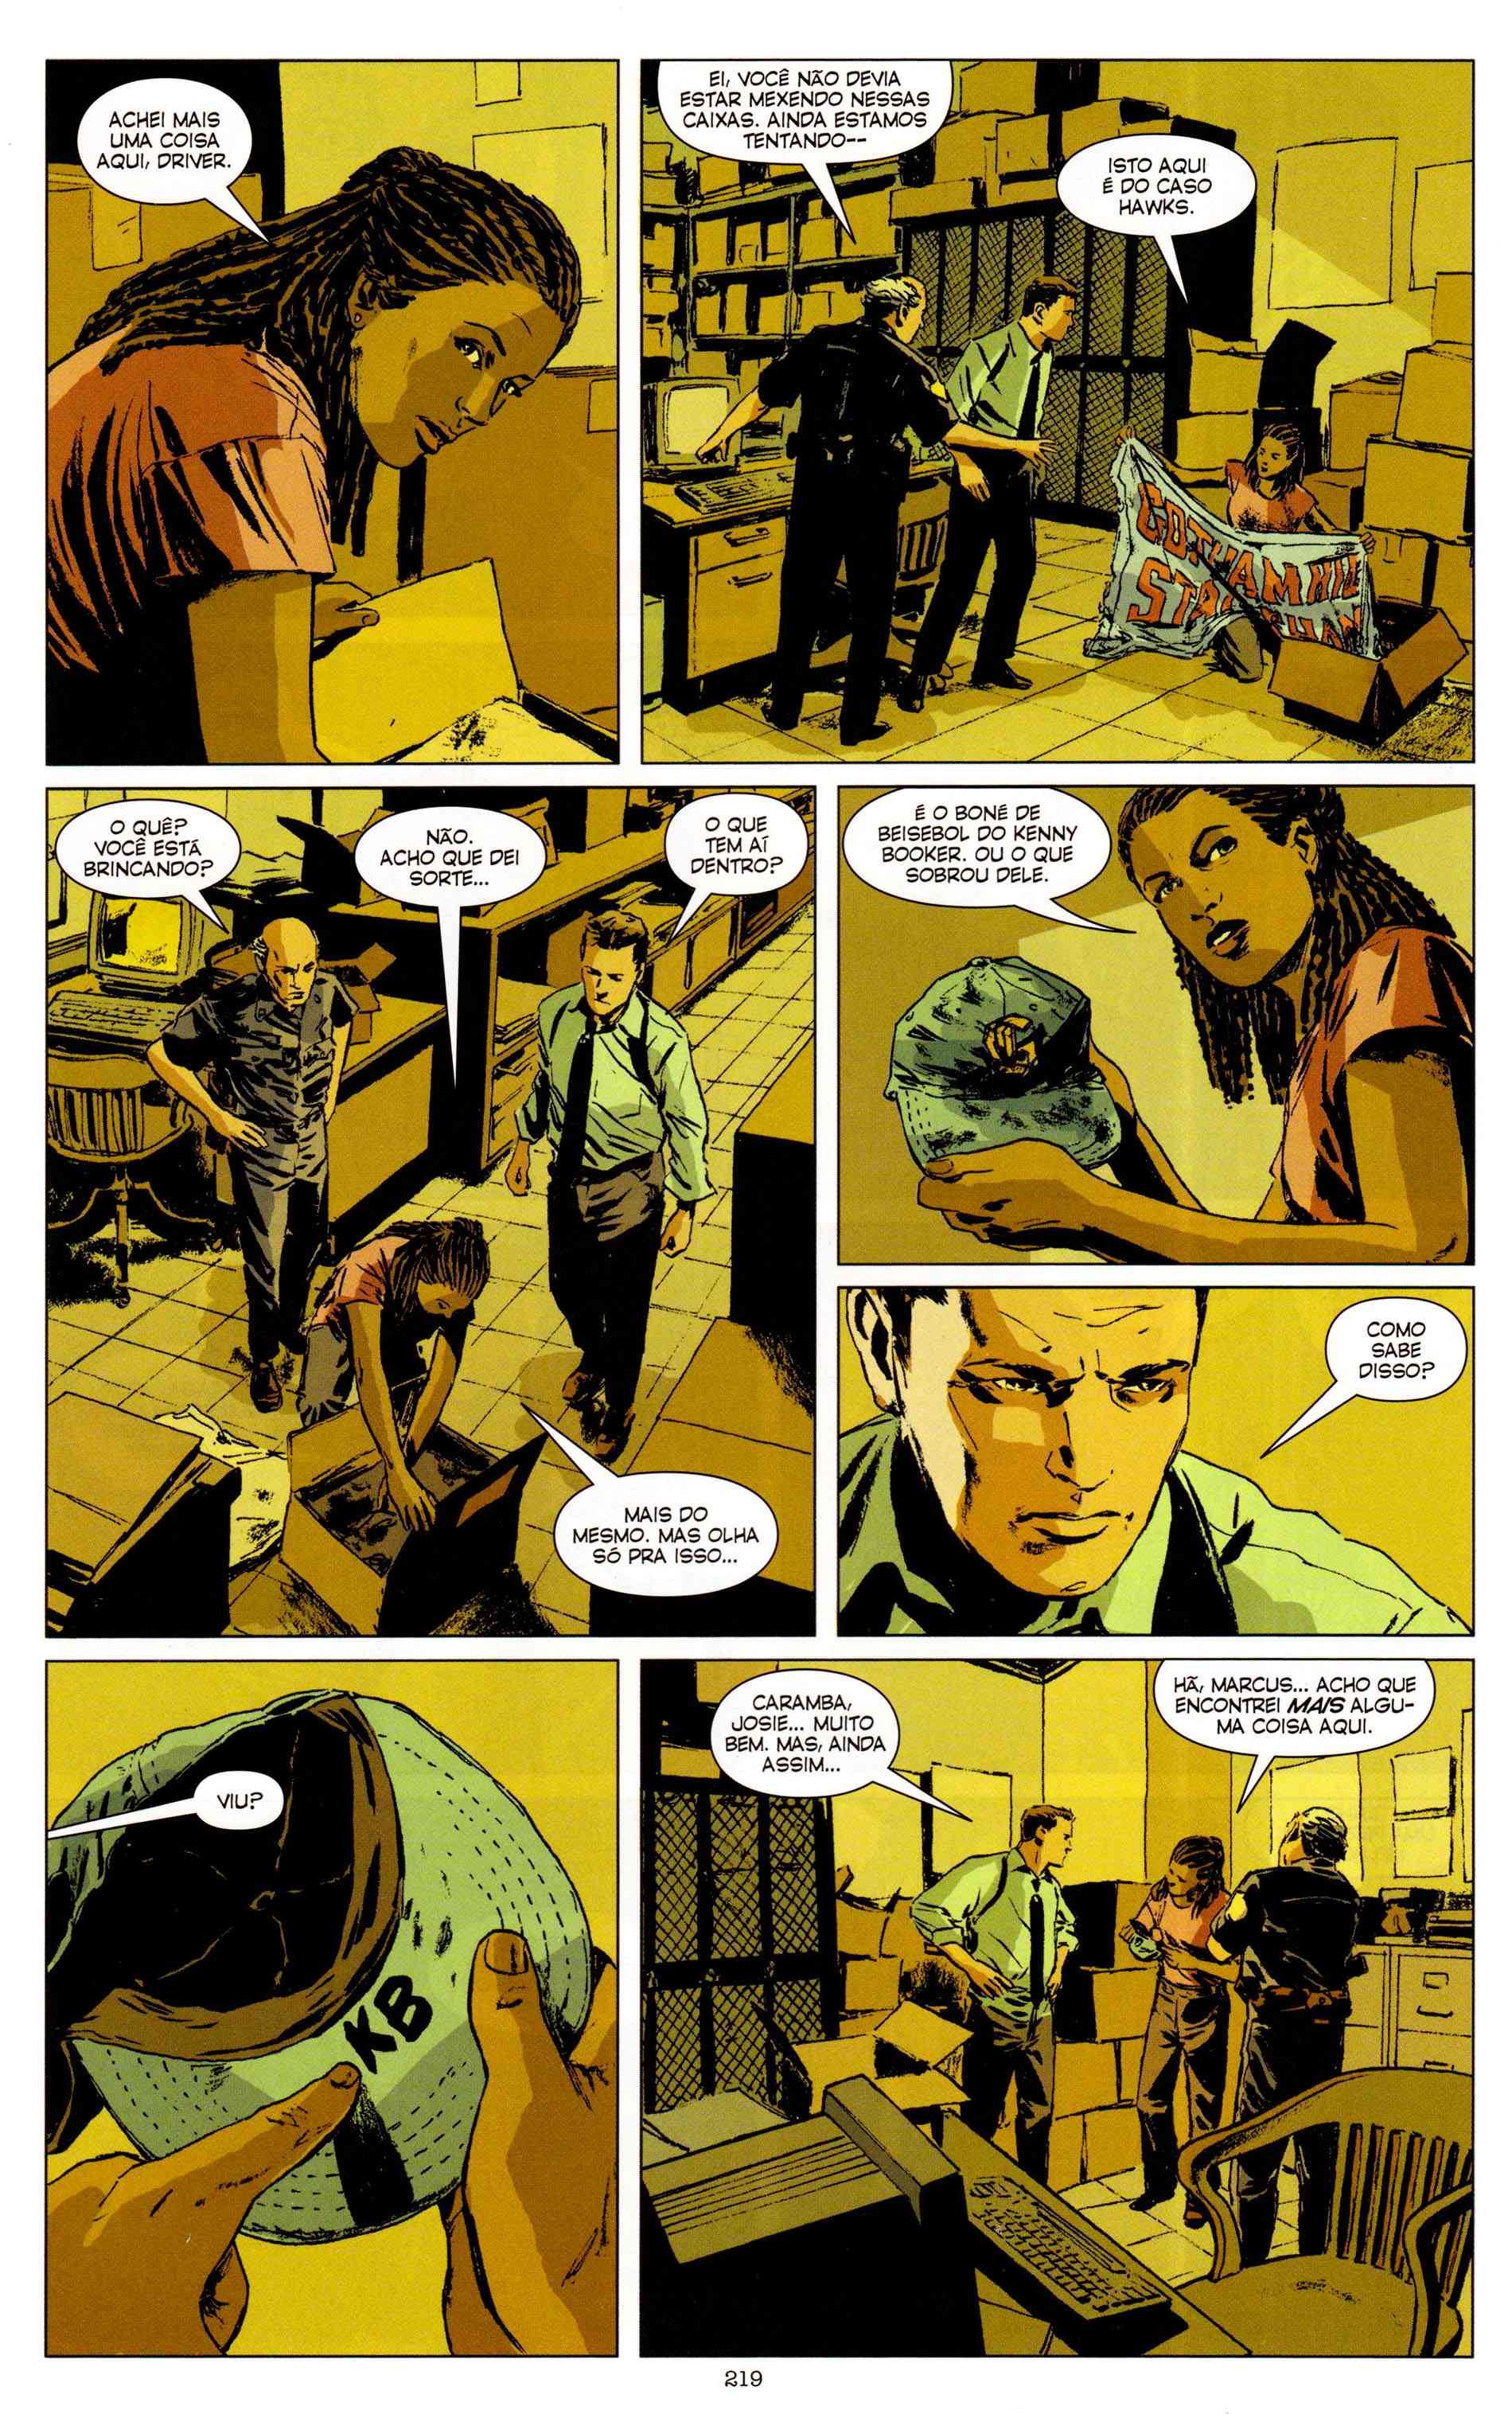 ACHEI MAIS
UMA COISA
AQUI, DRIVER.
EI, VOCÊ NÃO DEVIA
ESTAR MEXENDO NESSAS
CAIXAS. AINDA ESTAMOS
TENTANDO--
ISTO AQUI
É DO CASO
HAWKS.
GOTHAM
STA
O QUÊ?
VOCÊ ESTÁ
BRINCANDO?
NÃO.
ACHO QUE DEI
SORTE...
O QUE
TEM AÍ
DENTRO?
MAIS DO
MESMO. MAS OLHA
SÓ PRA ISSO...
É O BONÉ DE
BEISEBOL DO KENNY
BOOKER. OU O QUE
SOBROU DELE.
G
COMO
SABE
DISSO?
VIU?
KB
CARAMBA,
JOSIE... MUITO
BEM. MAS, AINDA
ASSIM...
HÃ, MARCUS... ACHO QUE
ENCONTREI MAIS ALGU-
MA COISA AQUI.
219